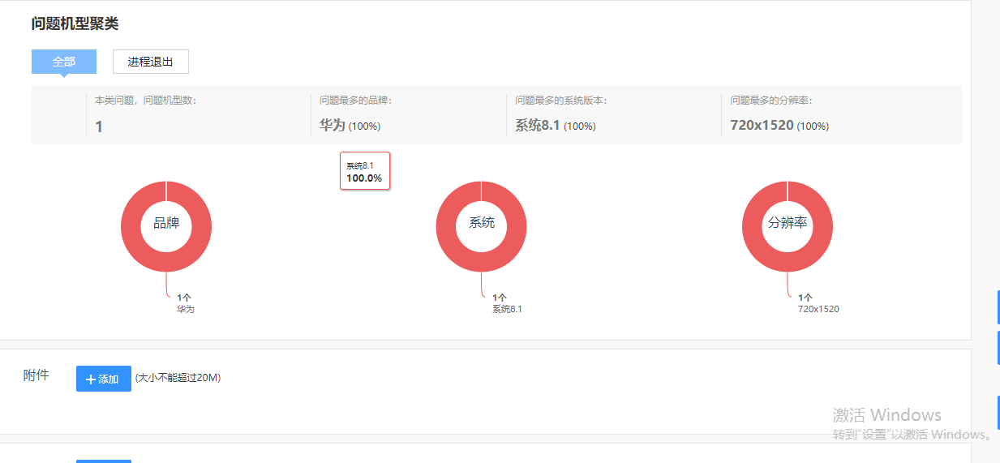 问题机型聚类
全部
进程退出
本类问题，问题机型数：
1
问题最多的品牌：
华为 (100%)
问题最多的系统版本：
系统8.1 (100%)
问题最多的分辨率：
720x1520 (100%)
系统8.1
100.0%
品牌
系统
分辨率
1个
华为
1个
系统8.1
1个
720x1520
附件
添加
(大小不能超过20M)
激活 Windows
转到"设置"以激活 Windows。